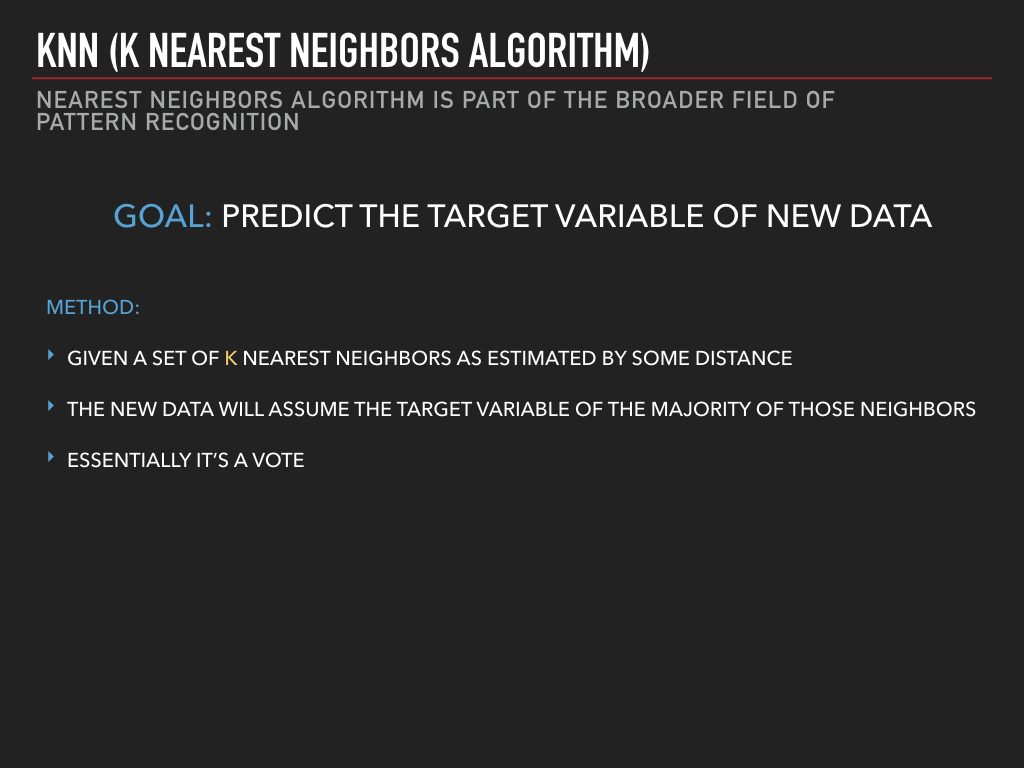 KNN (K NEAREST NEIGHBORS ALGORITHM)
NEAREST NEIGHBORS ALGORITHM IS PART OF THE BROADER FIELD OF
PATTERN RECOGNITION
GOAL: PREDICT THE TARGET VARIABLE OF NEW DATA
METHOD:
GIVEN A SET OF K NEAREST NEIGHBORS AS ESTIMATED BY SOME DISTANCE
THE NEW DATA WILL ASSUME THE TARGET VARIABLE OF THE MAJORITY OF THOSE NEIGHBORS
ESSENTIALLY IT’S A VOTE